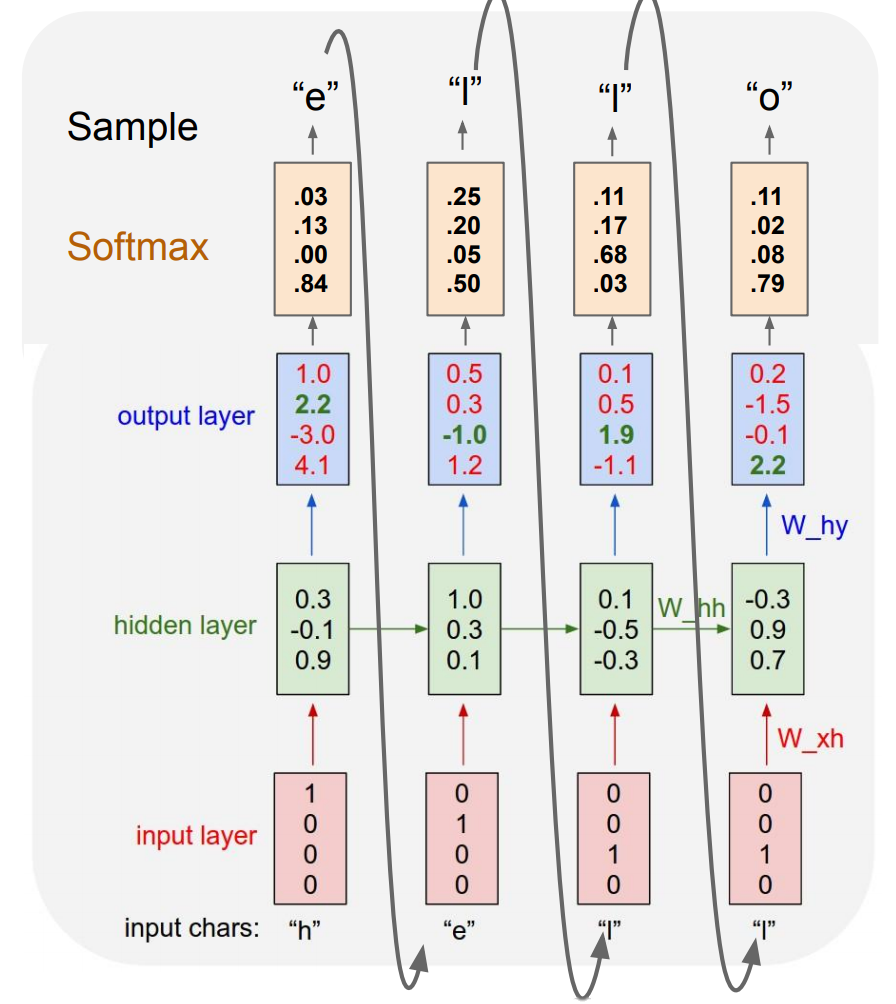 “e” “l” “l” “o”
Sample
.03 .25 .11 .11
.13 .20 .17 .02
Softmax
.00 .05 .68 .08
.84 .50 .03 .79
1.0 0.5 0.1 0.2
2.2 0.3 0.5 -1.5
output layer
-3.0 -1.0 1.9 -0.1
4.1 1.2 -1.1 2.2
W_hy
0.3 1.0 0.1 W_hh -0.3
hidden layer -0.1 0.3 -0.5 0.9
0.9 0.1 -0.3 0.7
W_xh
1 0 0 0
0 1 0 0
input layer
0 0 1 1
0 0 0 0
input chars: “h” “e” “l” “l”